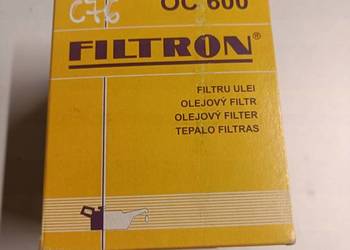 C76
OC 600
FILTRON®
FILTRU ULEI
OLEJOVÝ FILTR
OLEJOVÝ FILTER
TEPALO FILTRAS